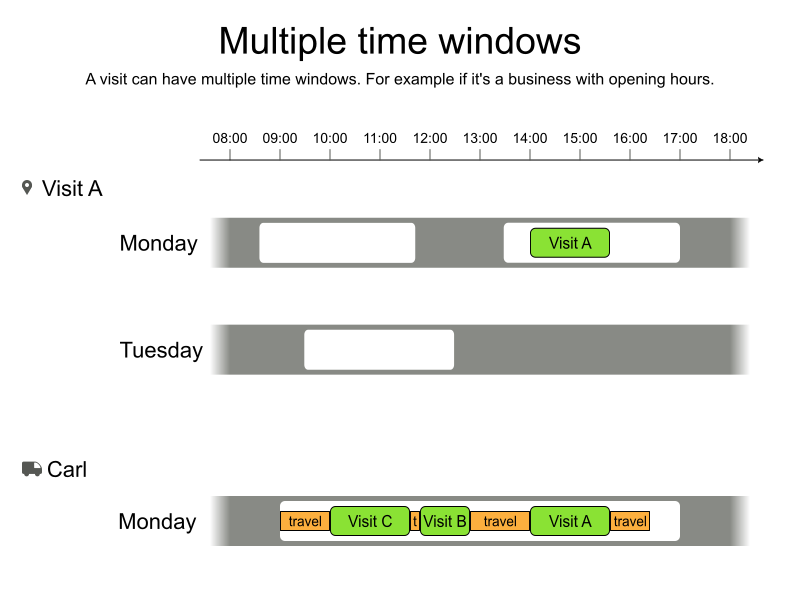 Multiple time windows
A visit can have multiple time windows. For example if it's a business with opening hours.
08:00 09:00 10:00 11:00 12:00 13:00 14:00 15:00 16:00 17:00 18:00
Visit A
Monday Visit A
Tuesday
Carl
Monday travel Visit C t Visit B travel Visit A travel